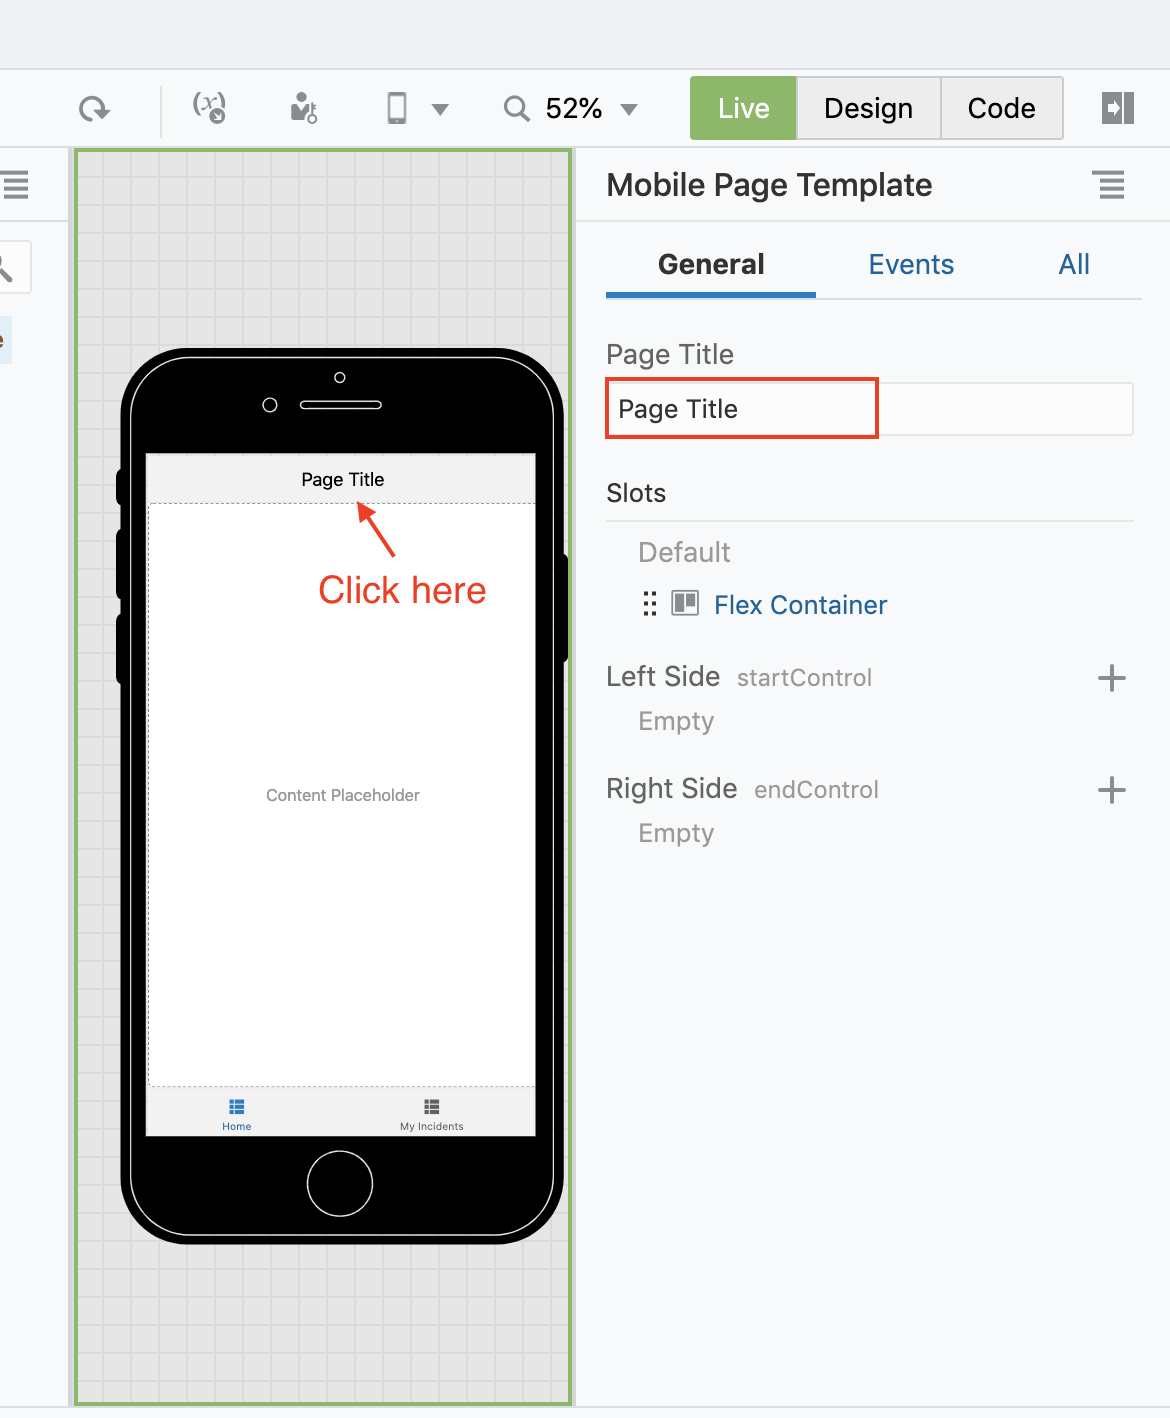 52%
Live
Design
Code
Mobile Page Template
General
Events
All
Page Title
Page Title
Slots
Default
Flex Container
Left Side startControl
Empty
Right Side endControl
Empty
Page Title
Click here
Content Placeholder
Home
My Incidents